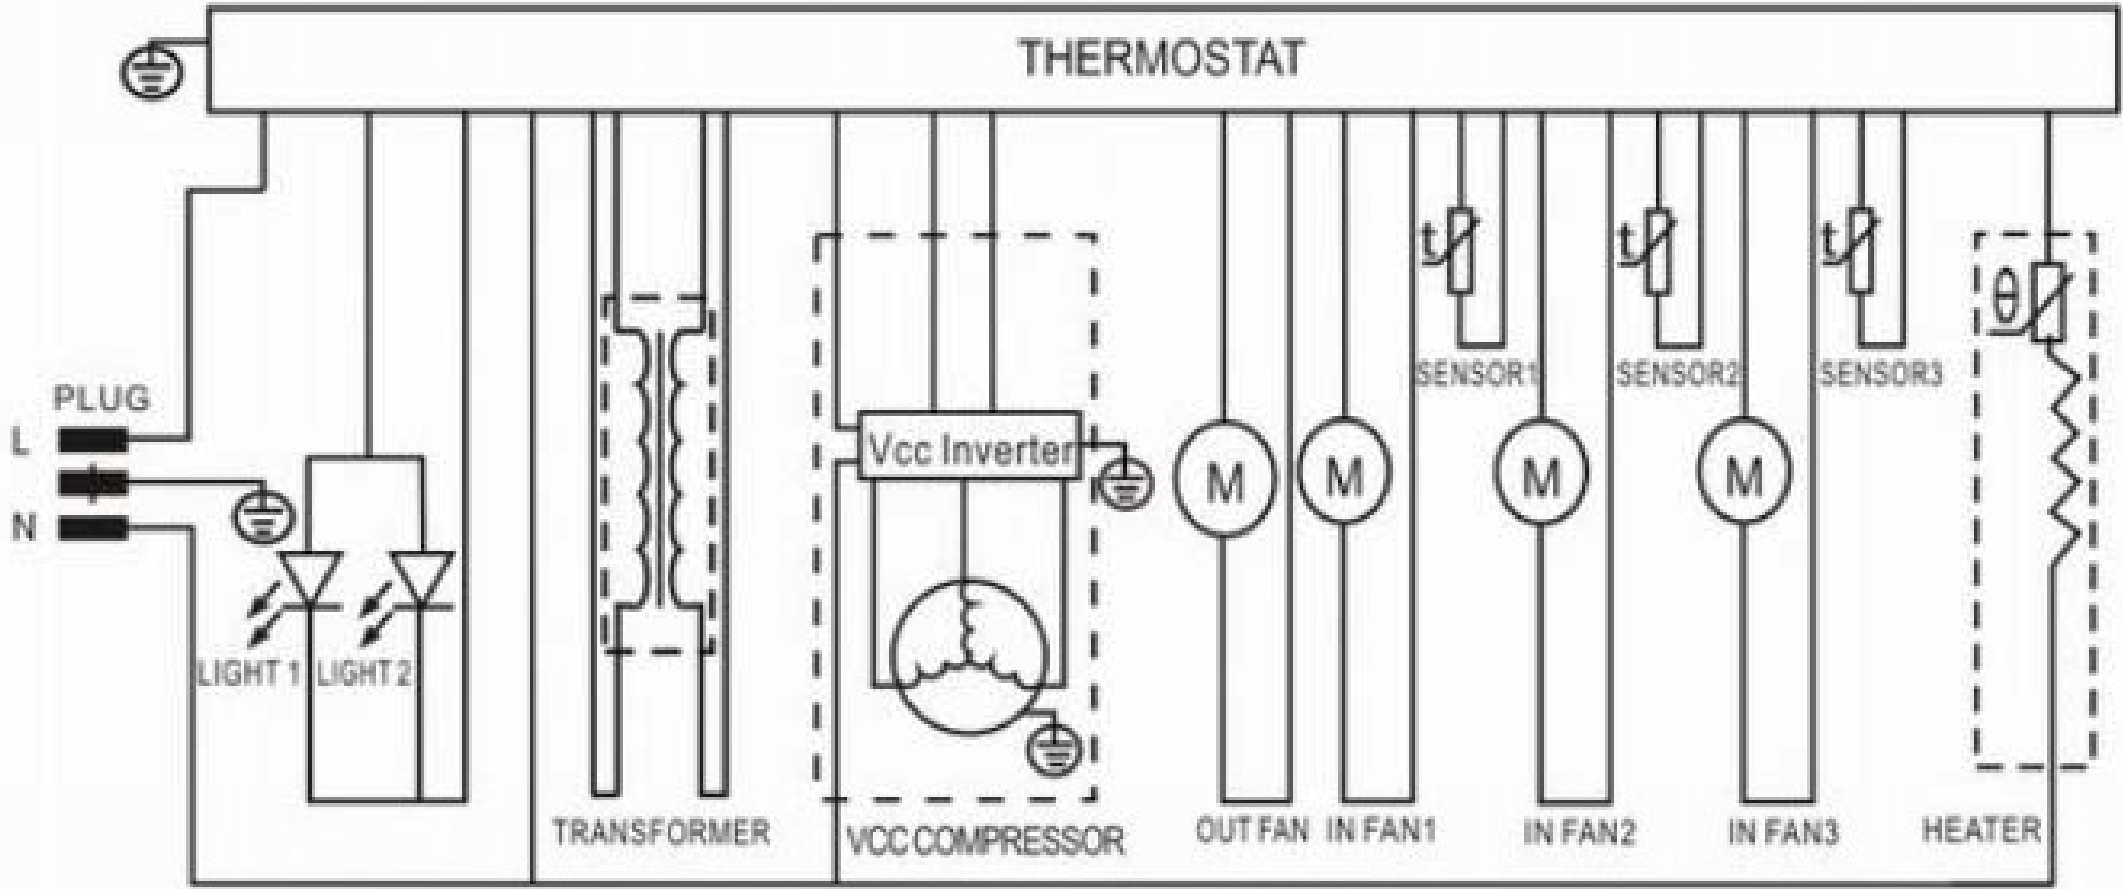 THERMOSTAT
t
t
t
θ
SENSOR1
SENSOR2
SENSOR3
PLUG
L
N
Vcc Inverter
M
M
M
M
LIGHT 1
LIGHT 2
TRANSFORMER
VCC COMPRESSOR
OUT FAN
IN FAN1
IN FAN2
IN FAN3
HEATER